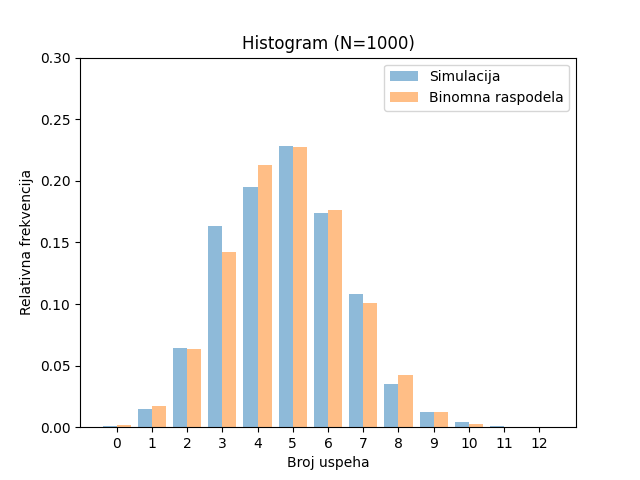 Histogram (N=1000)
Simulacija
Binomna raspodela
0.30
0.25
0.20
0.15
0.10
0.05
0.00
Relativna frekvencija
0 1 2 3 4 5 6 7 8 9 10 11 12
Broj uspeha